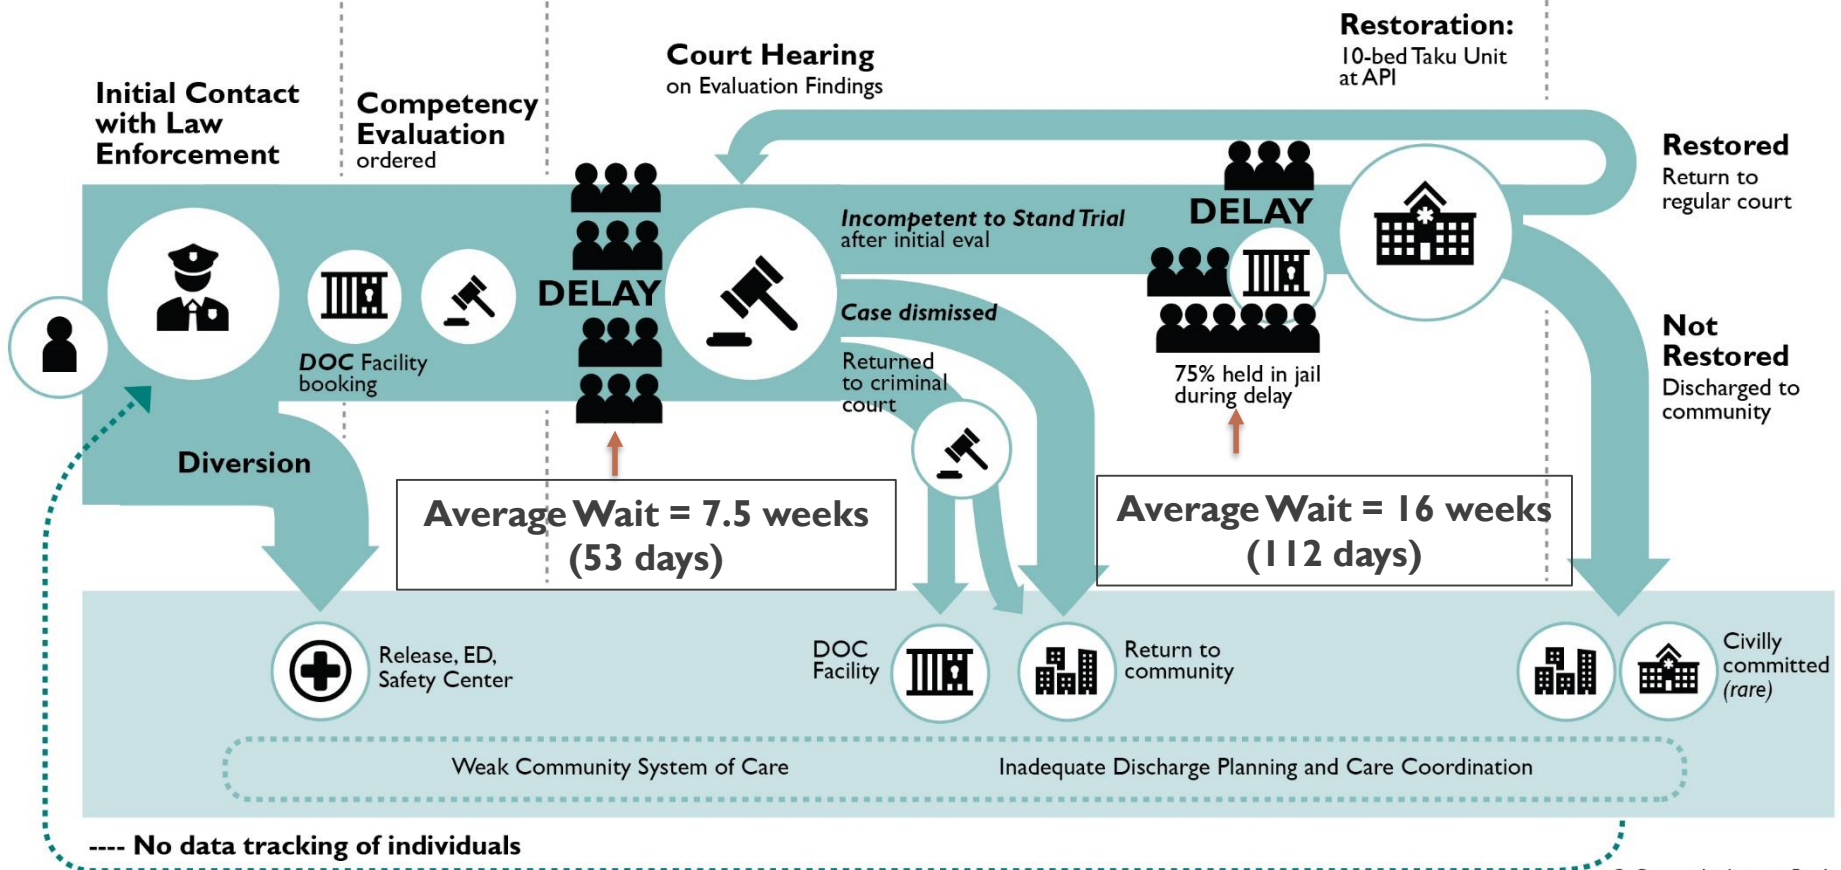 Initial Contact
with Law
Enforcement
Competency
Evaluation
ordered
Court Hearing
on Evaluation Findings
Restoration:
10-bed Taku Unit
at API
Restored
Return to
regular court
DELAY
Incompetent to Stand Trial
after initial eval
DELAY
Case dismissed
DOC Facility
booking
Returned
to criminal
court
75% held in jail
during delay
Not
Restored
Discharged to
community
Diversion
Average Wait = 7.5 weeks
(53 days)
Average Wait = 16 weeks
(112 days)
Release, ED,
Safety Center
DOC
Facility
Return to
community
Civilly
committed
(rare)
Weak Community System of Care
Inadequate Discharge Planning and Care Coordination
---- No data tracking of individuals